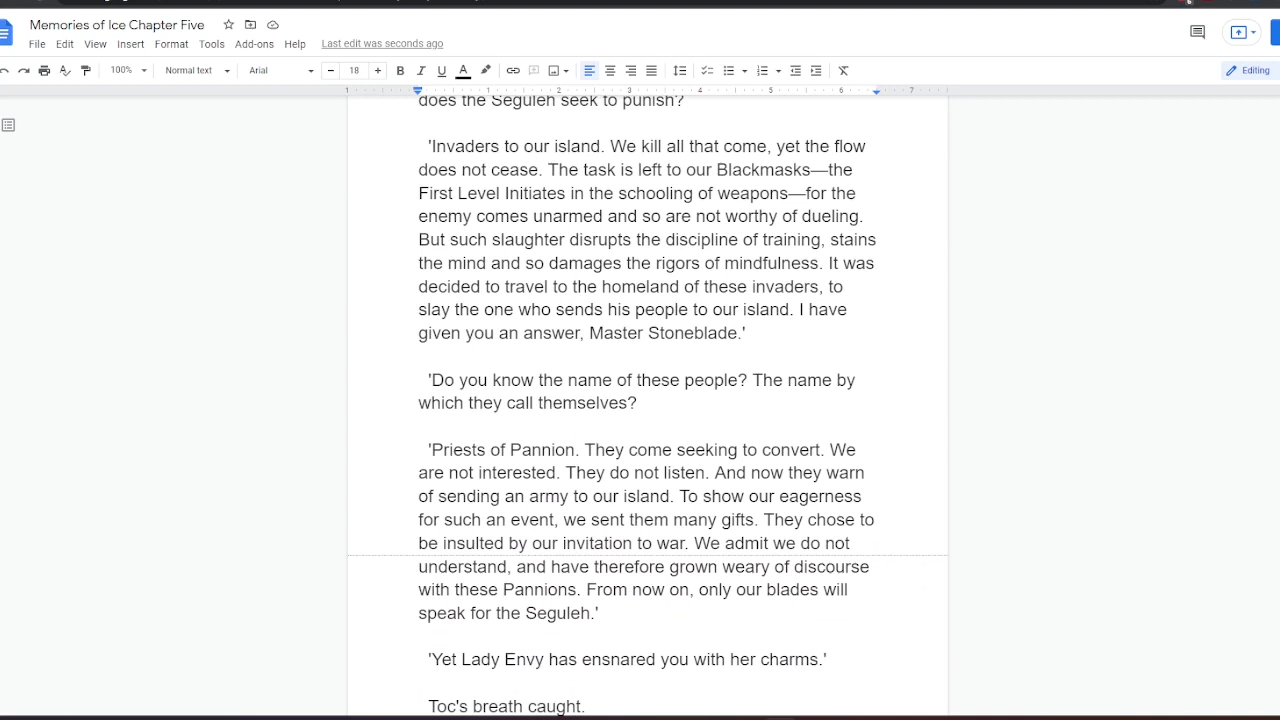 Memories of Ice Chapter Five
File Edit View Insert Format Tools Add-ons Help Last edit was seconds ago
100% Normal text Arial 18 B I U A Editing
1 1 2 3 4 5 6 7
does the Seguleh seek to punish?
'Invaders to our island. We kill all that come, yet the flow
does not cease. The task is left to our Blackmasks—the
First Level Initiates in the schooling of weapons—for the
enemy comes unarmed and so are not worthy of dueling.
But such slaughter disrupts the discipline of training, stains
the mind and so damages the rigors of mindfulness. It was
decided to travel to the homeland of these invaders, to
slay the one who sends his people to our island. I have
given you an answer, Master Stoneblade.'
'Do you know the name of these people? The name by
which they call themselves?
'Priests of Pannion. They come seeking to convert. We
are not interested. They do not listen. And now they warn
of sending an army to our island. To show our eagerness
for such an event, we sent them many gifts. They chose to
be insulted by our invitation to war. We admit we do not
understand, and have therefore grown weary of discourse
with these Pannions. From now on, only our blades will
speak for the Seguleh.'
'Yet Lady Envy has ensnared you with her charms.'
Toc's breath caught.